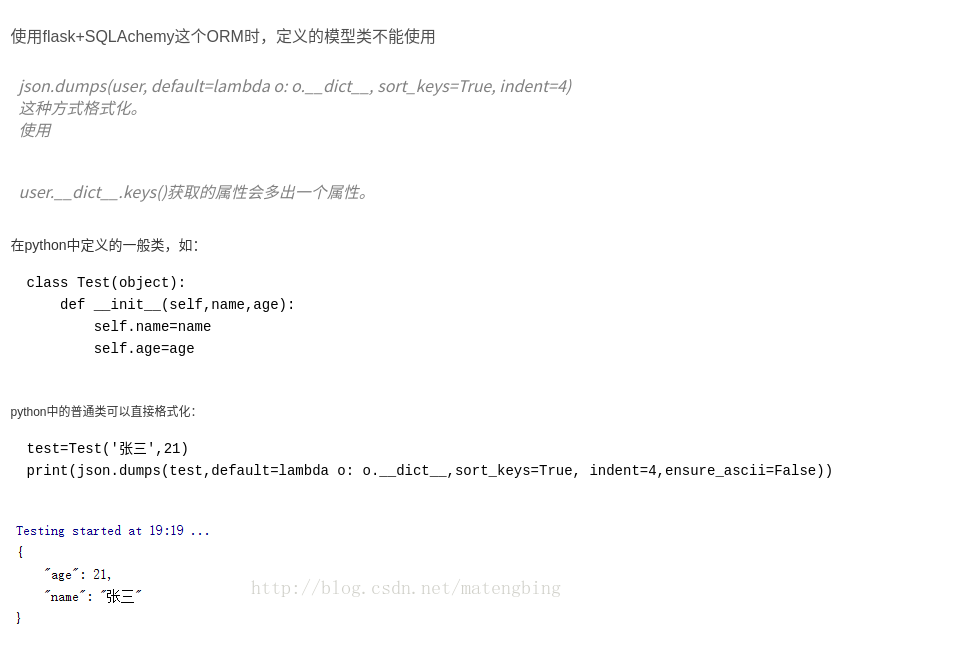 使用flask+SQLAchemy这个ORM时，定义的模型类不能使用
json.dumps(user, default=lambda o: o.__dict__, sort_keys=True, indent=4)
这种方式格式化。
使用
user.__dict__.keys()获取的属性会多出一个属性。
在python中定义的一般类，如：
class Test(object):
    def __init__(self,name,age):
        self.name=name
        self.age=age
python中的普通类可以直接格式化：
test=Test('张三',21)
print(json.dumps(test,default=lambda o: o.__dict__,sort_keys=True, indent=4,ensure_ascii=False))
Testing started at 19:19 ...
{
    "age": 21,
    "name": "张三"
}
http://blog.csdn.net/matengbing